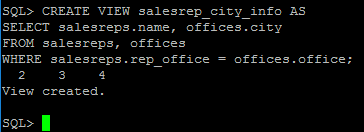 SQL> CREATE VIEW salesrep_city_info AS
SELECT salesreps.name, offices.city
FROM salesreps, offices
WHERE salesreps.rep_office = offices.office;
  2    3    4
View created.
SQL>